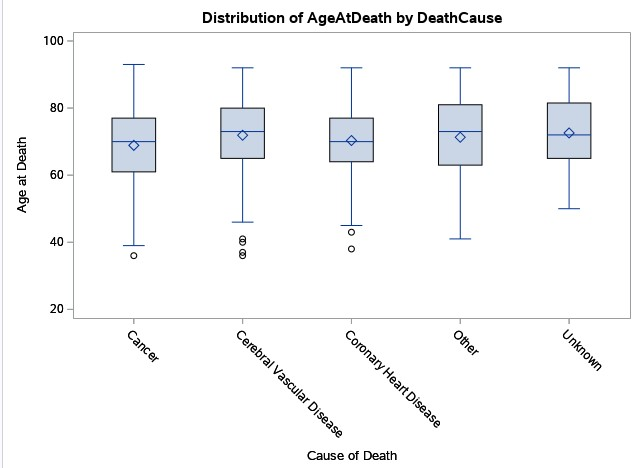 Distribution of AgeAtDeath by DeathCause
100
80
60
40
20
Age at Death
Cancer
Cerebral Vascular Disease
Coronary Heart Disease
Other
Unknown
Cause of Death